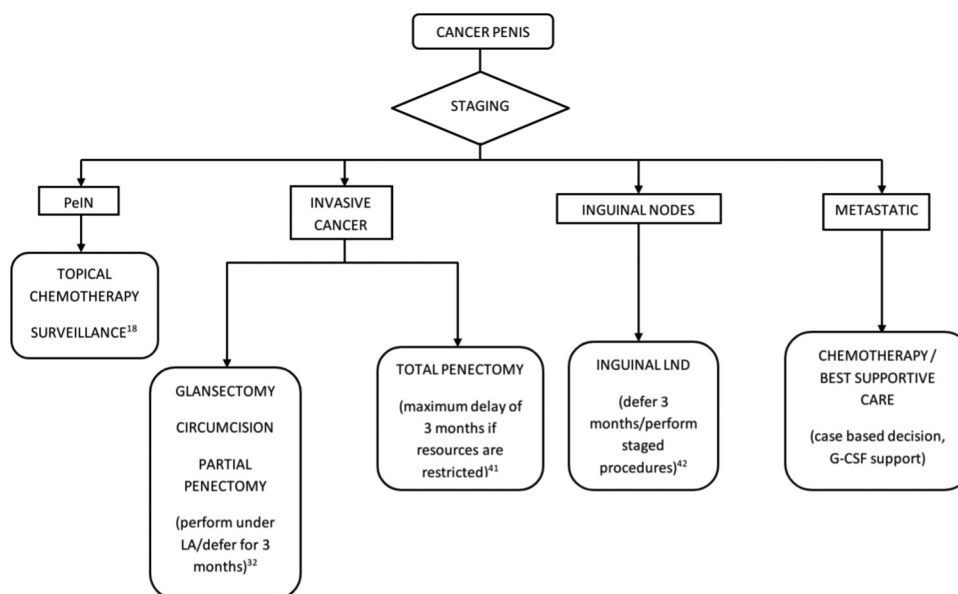 CANCER PENIS
STAGING
PeIN
INVASIVE
CANCER
INGUINAL NODES
METASTATIC
TOPICAL
CHEMOTHERAPY
SURVEILLANCE¹⁸
GLANSECTOMY
CIRCUMCISION
PARTIAL
PENECTOMY
(perform under
LA/defer for 3
months)³²
TOTAL PENECTOMY
(maximum delay of
3 months if
resources are
restricted)⁴¹
INGUINAL LND
(defer 3
months/perform
staged
procedures)⁴²
CHEMOTHERAPY /
BEST SUPPORTIVE
CARE
(case based decision,
G-CSF support)